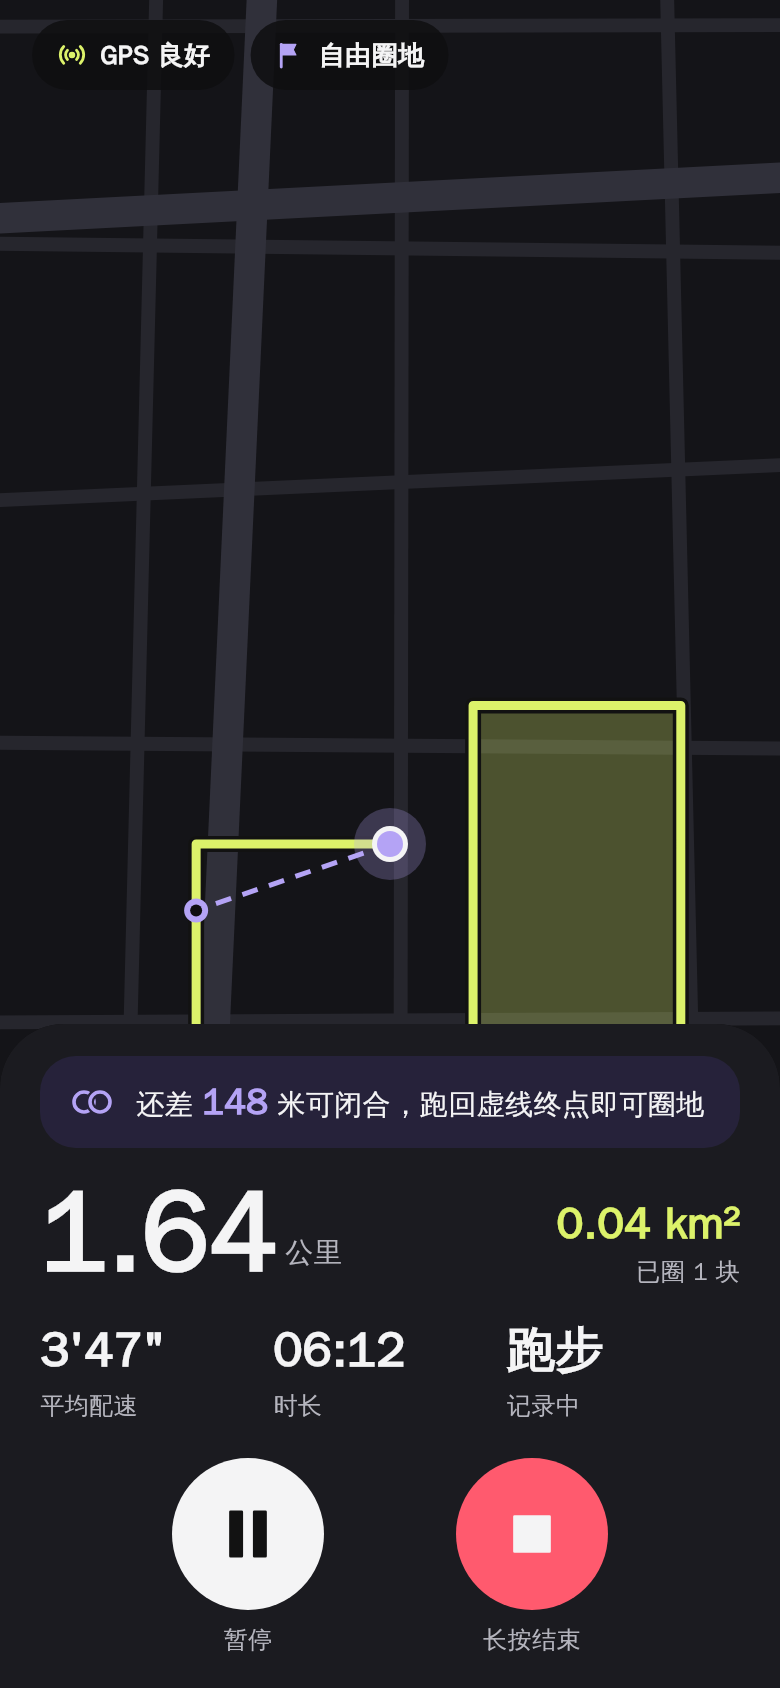 GPS 良好
自由圈地
还差 148 米可闭合，跑回虚线终点即可圈地
1.64 公里
0.04 km²
已圈 1 块
3'47"
06:12
跑步
平均配速
时长
记录中
暂停
长按结束